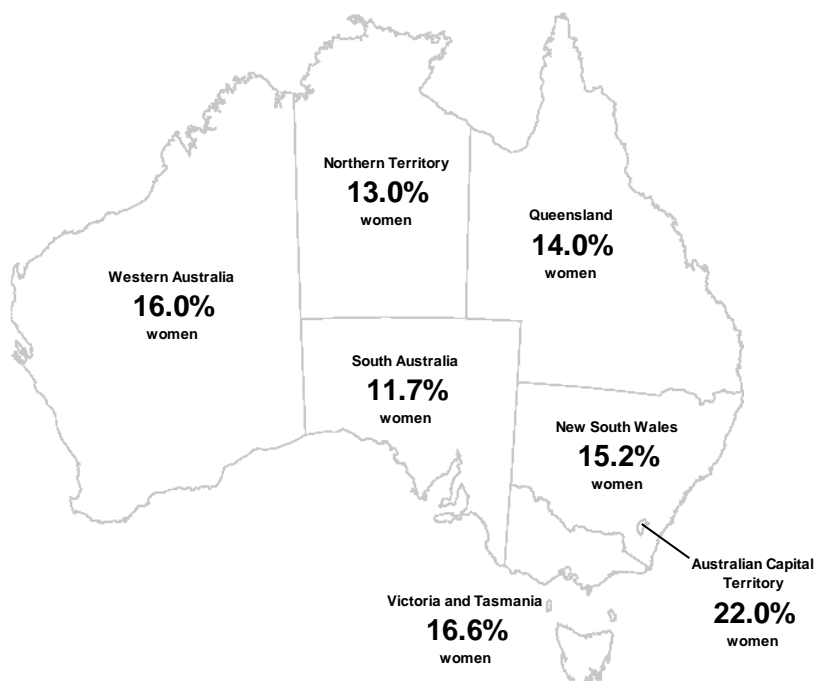 Northern Territory
13.0%
women
Queensland
14.0%
women
Western Australia
16.0%
women
South Australia
11.7%
women
New South Wales
15.2%
women
Australian Capital
Territory
22.0%
women
Victoria and Tasmania
16.6%
women